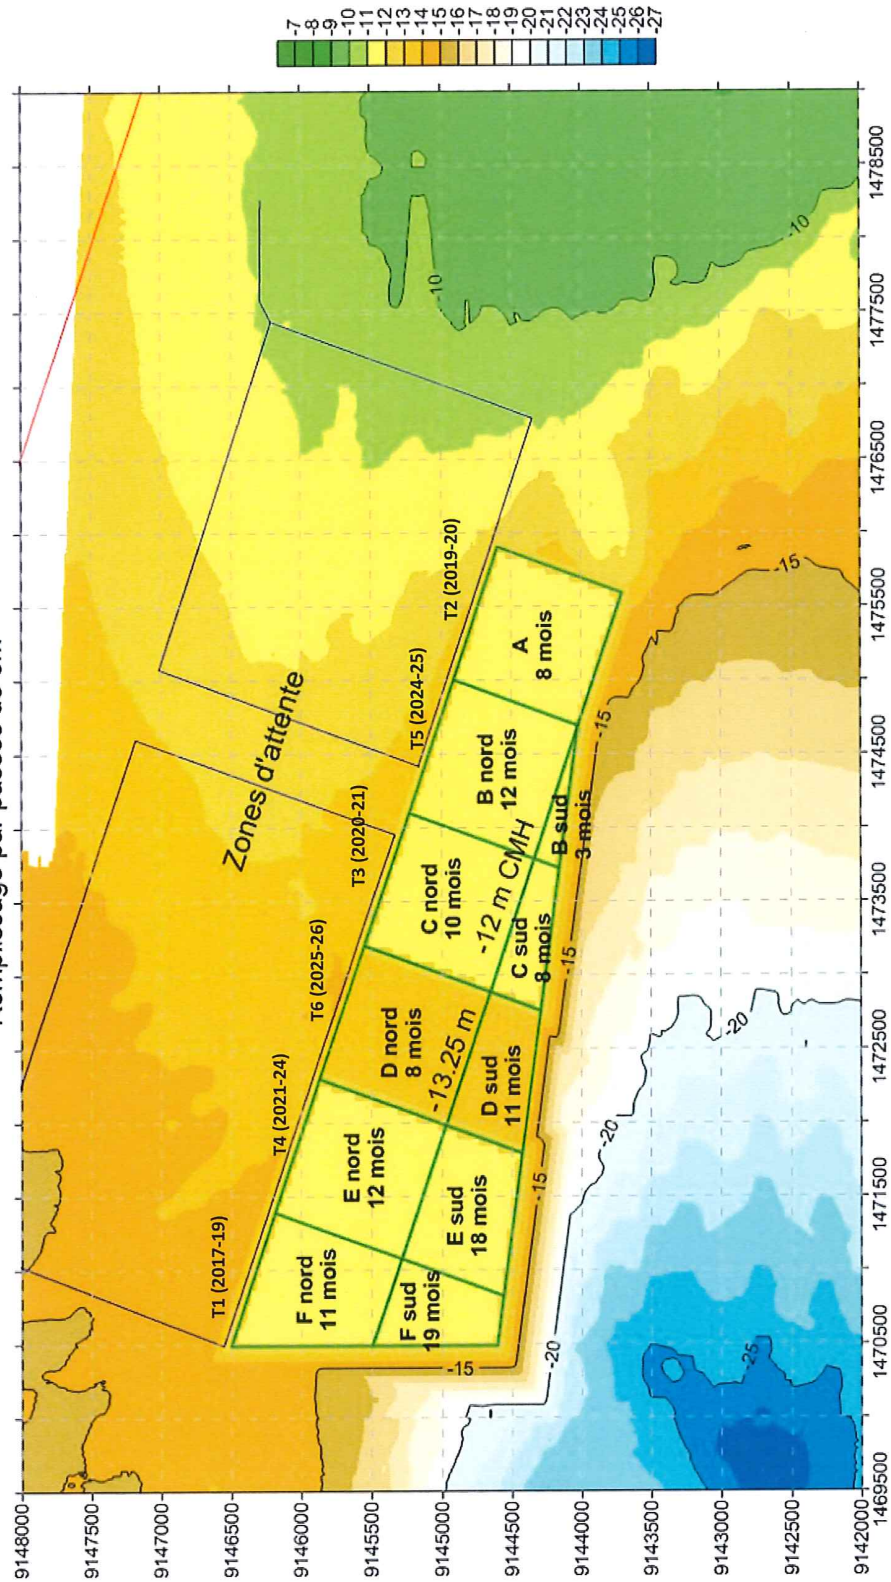 Remplissage par passes de 3m
-7
-8
-9
-10
-11
-12
-13
-14
-15
-16
-17
-18
-19
-20
-21
-22
-23
-24
-25
-26
-27
Zones d'attente
T1 (2017-19)
T4 (2021-24)
T6 (2025-26)
T3 (2020-21)
T5 (2024-25)
T2 (2019-20)
F nord
11 mois
E nord
12 mois
D nord
8 mois
C nord
10 mois
B nord
12 mois
A
8 mois
-13.25 m
-12 m CMH
F sud
19 mois
E sud
18 mois
D sud
11 mois
C sud
8 mois
B sud
3 mois
-15
-15
-15
-15
-15
-20
-20
-20
-25
-10
-10
9148000
9147500
9147000
9146500
9146000
9145500
9145000
9144500
9144000
9143500
9143000
9142500
9142000
1469500
1470500
1471500
1472500
1473500
1474500
1475500
1476500
1477500
1478500